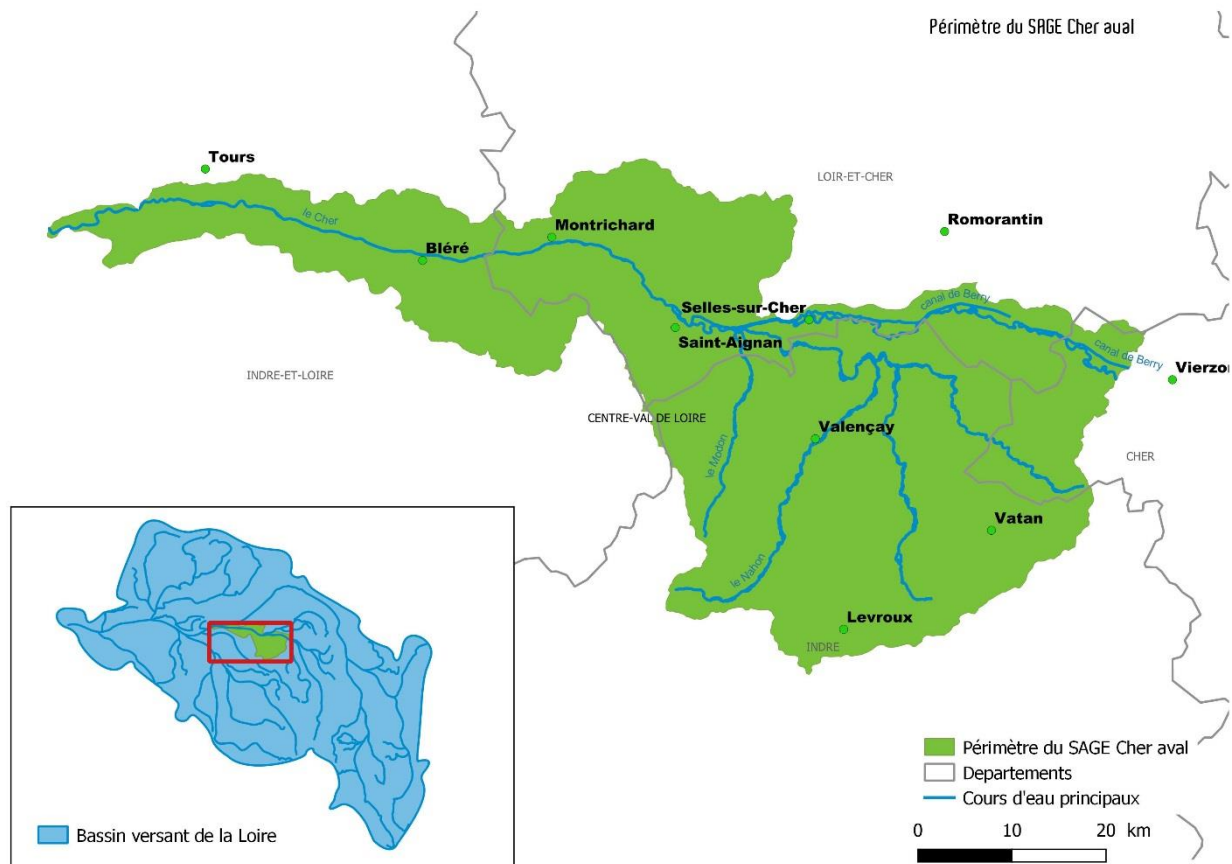 Périmètre du SAGE Cher aval
Tours
LOIR-ET-CHER
le Cher
Montrichard
Romorantin
Bléré
canal de Berry
Selles-sur-Cher
Saint-Aignan
canal de Berry
INDRE-ET-LOIRE
Vierzon
CENTRE-VAL DE LOIRE
Valençay
le Modon
CHER
Vatan
le Nahon
Levroux
INDRE
Périmètre du SAGE Cher aval
Departements
Cours d'eau principaux
0 10 20 km
Bassin versant de la Loire